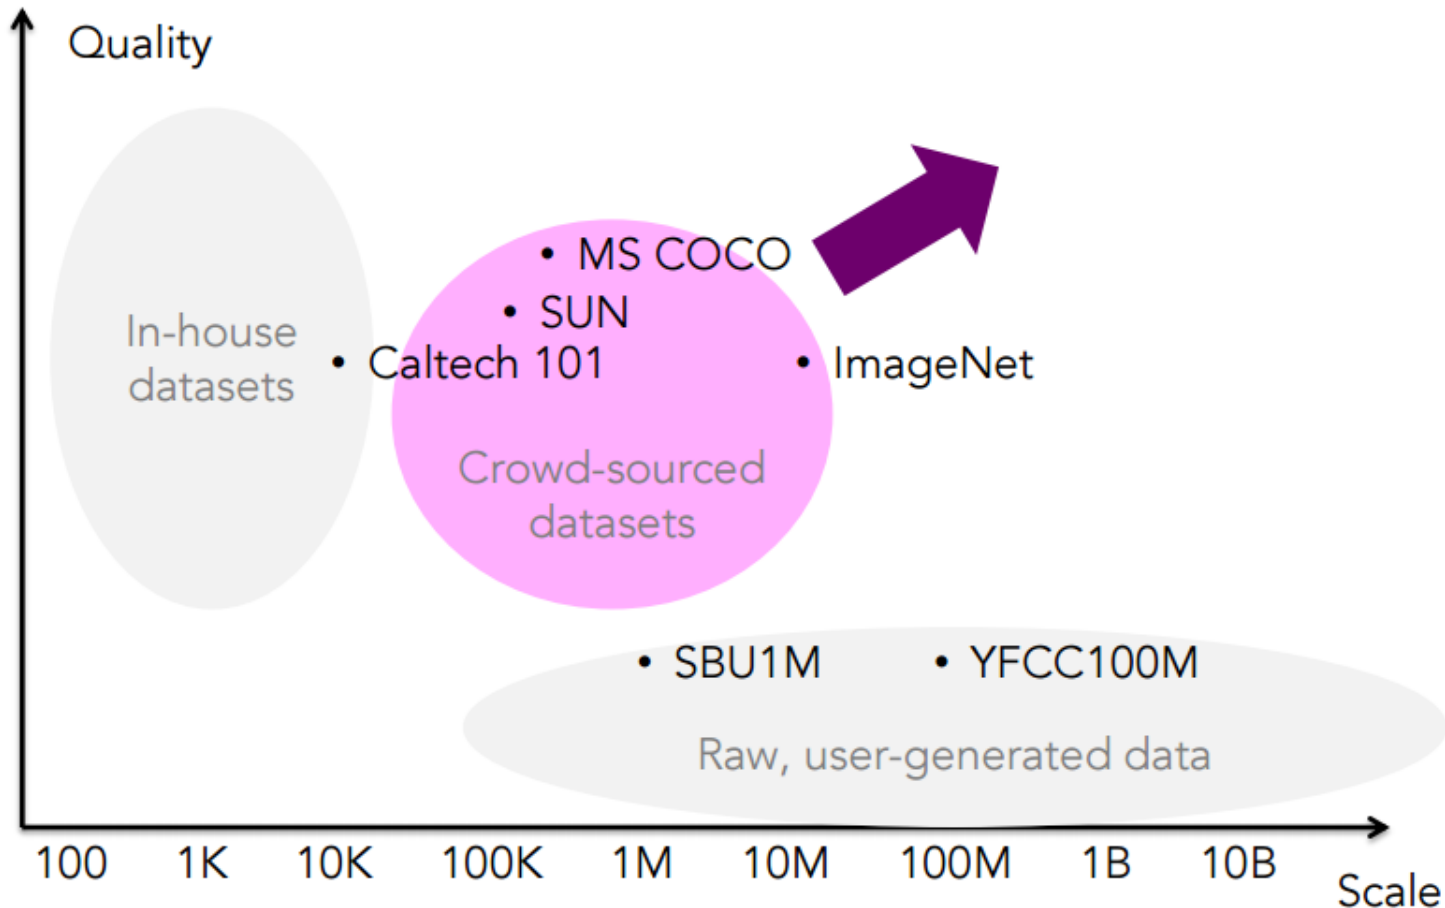 Quality
• MS COCO
• SUN
In-house
datasets
• Caltech 101
• ImageNet
Crowd-sourced
datasets
• SBU1M
• YFCC100M
Raw, user-generated data
100 1K 10K 100K 1M 10M 100M 1B 10B
Scale